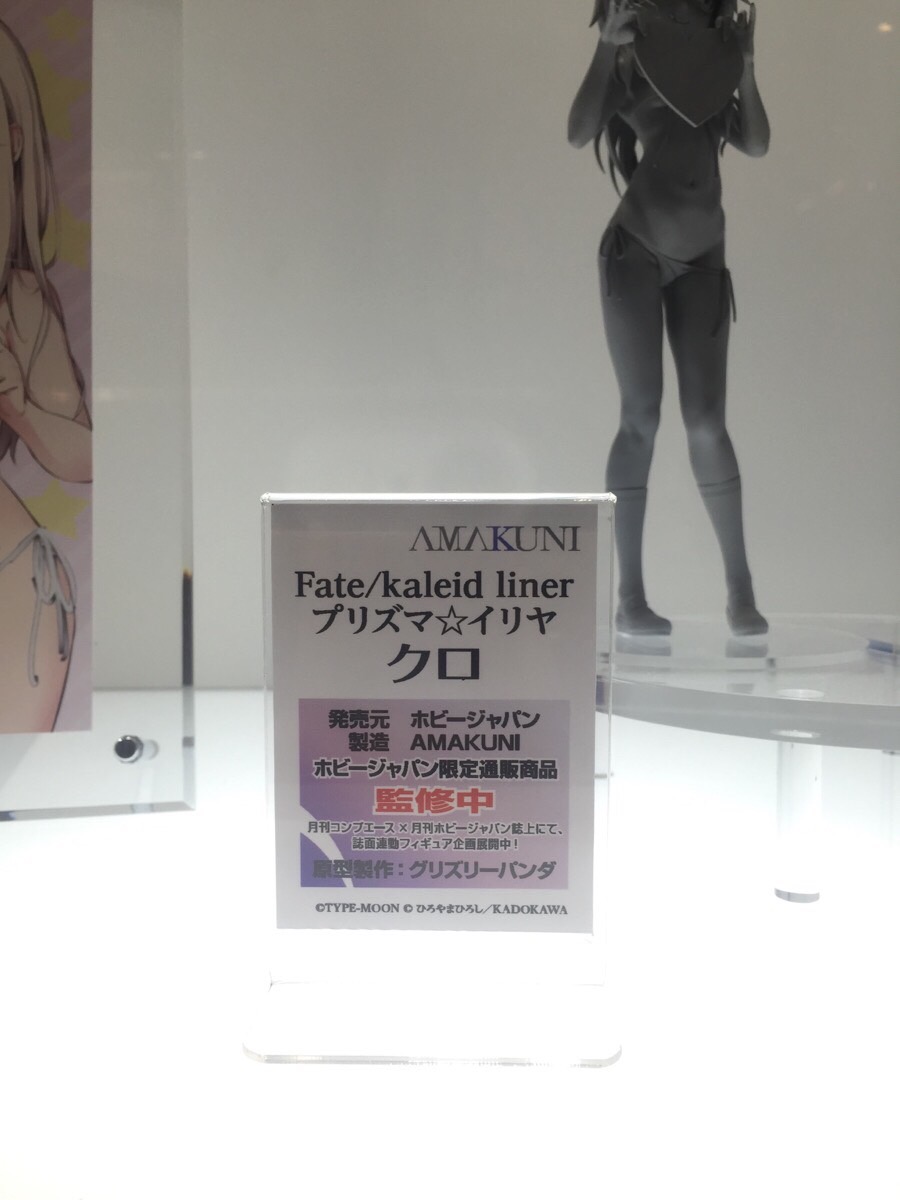 AMAKUNI
Fate/kaleid liner
プリズマ☆イリヤ
クロ
発売元　ホビージャパン
製造　AMAKUNI
ホビージャパン限定通販商品
監修中
月刊コンプエース×月刊ホビージャパン誌上にて、
誌面連動フィギュア企画展開中！
原型製作：グリズリーパンダ
©TYPE-MOON © ひろやまひろし／KADOKAWA